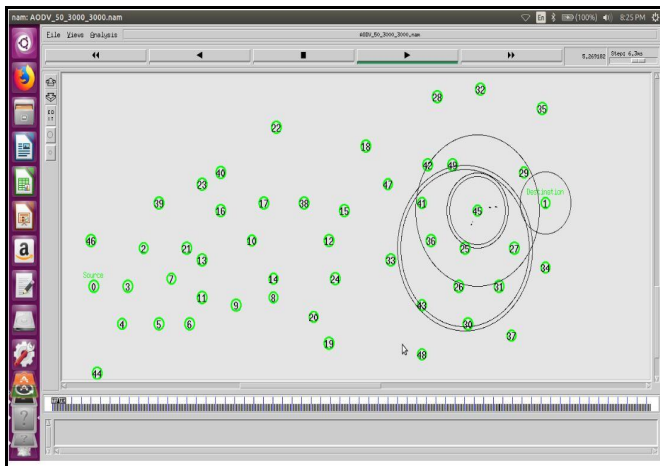 nam: AODV_50_3000_3000.nam
En (100%) 8:25 PM
File Views Analysis AODV_50_3000_3000.nam
5.269102 Step: 6.3ms
32
28
35
22
18
42 49
40 29
23 47
39 17 38 41 Destination
16 15 45 1
46 10 12 36
2 21 25 27
13 33 34
Source
7 14 24
0 3 26 31
11 8
9 43
20
4 5 6 30
37
19
48
44